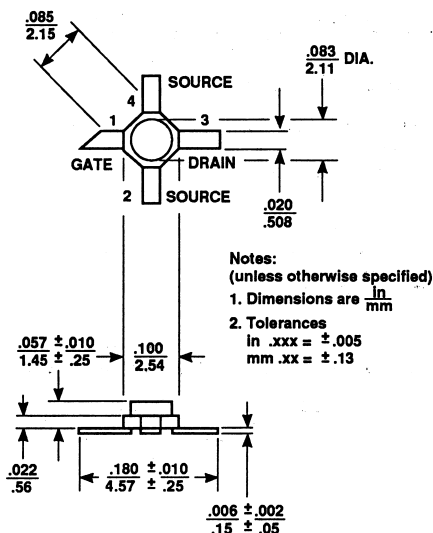 .085
2.15
SOURCE
4
.083
2.11 DIA.
1
3
GATE
DRAIN
2
SOURCE
.020
.508
Notes:
(unless otherwise specified)
1. Dimensions are in
mm
2. Tolerances
in .xxx = ± .005
mm .xx = ± .13
.057 ± .010
1.45 ± .25
.100
2.54
.022
.56
.180 ± .010
4.57 ± .25
.006 ± .002
.15 ± .05